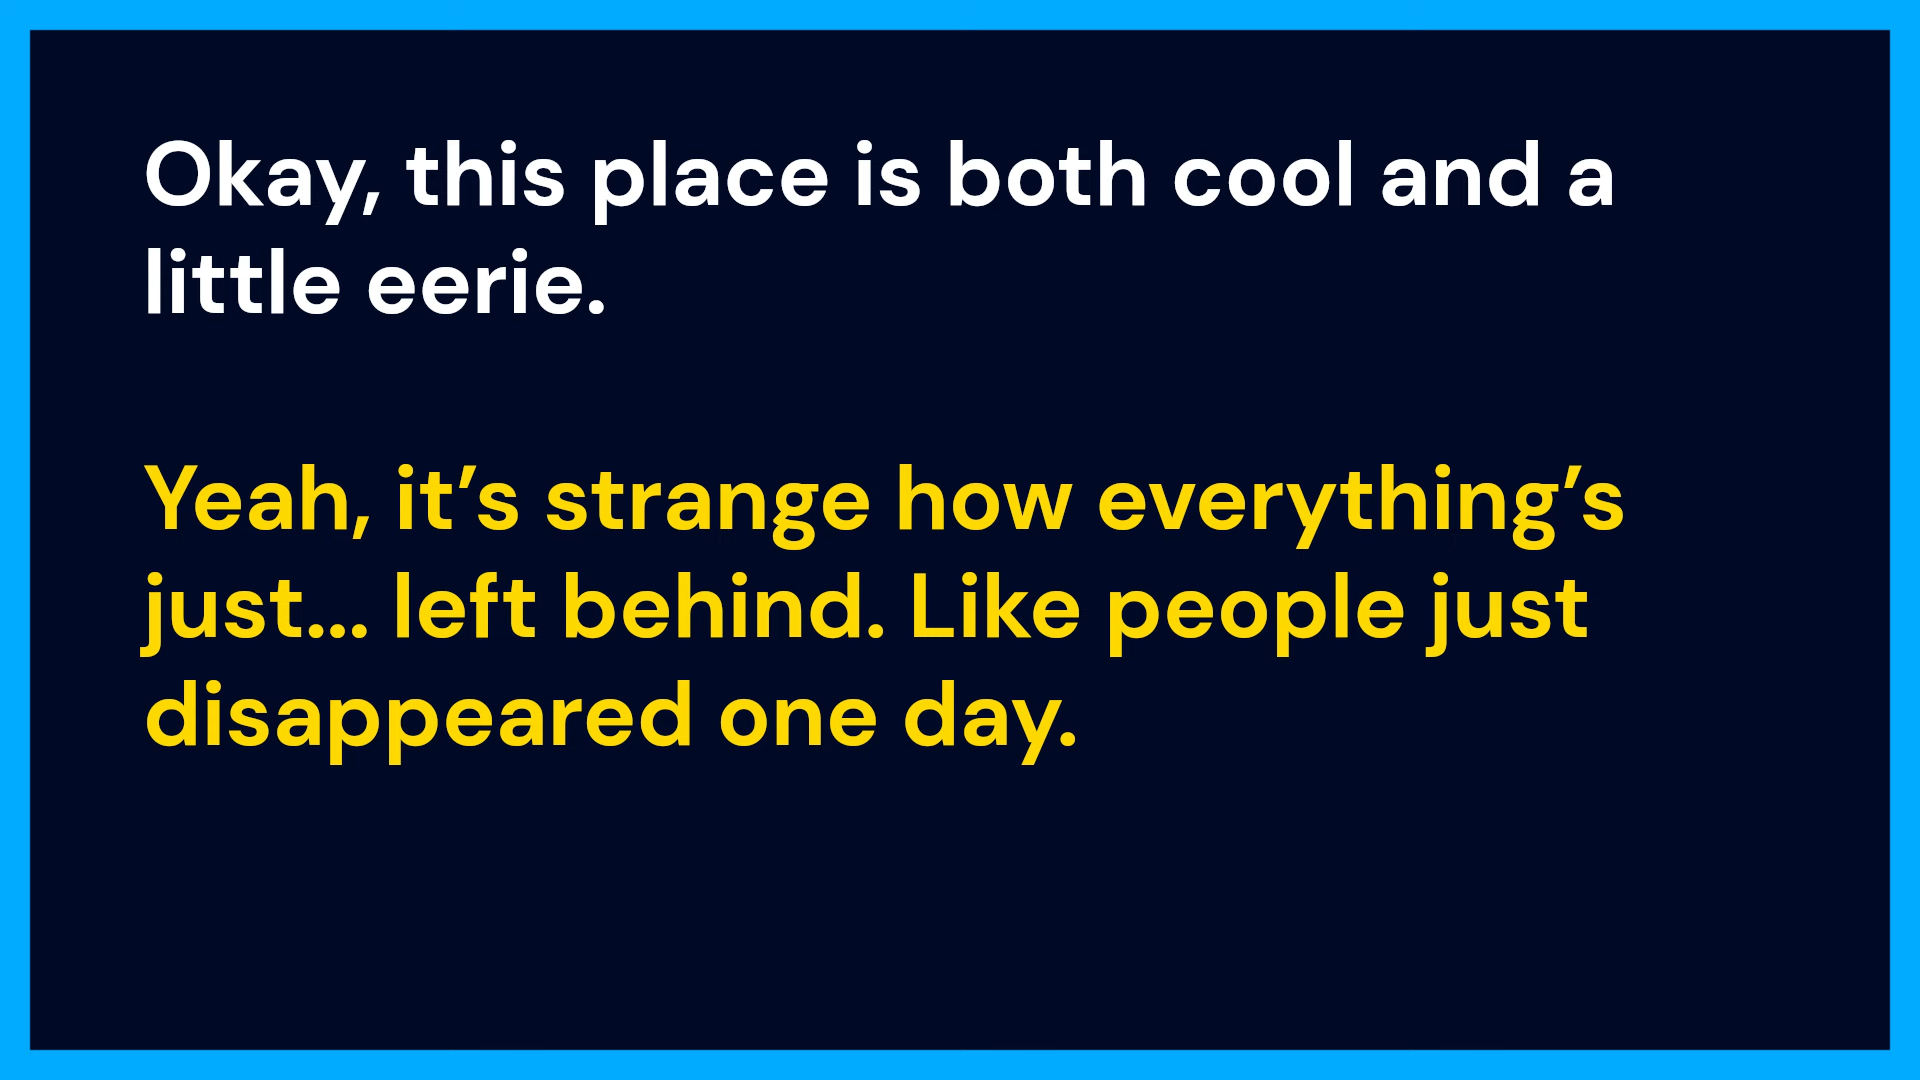 Okay, this place is both cool and a
little eerie.
Yeah, it’s strange how everything’s
just... left behind. Like people just
disappeared one day.